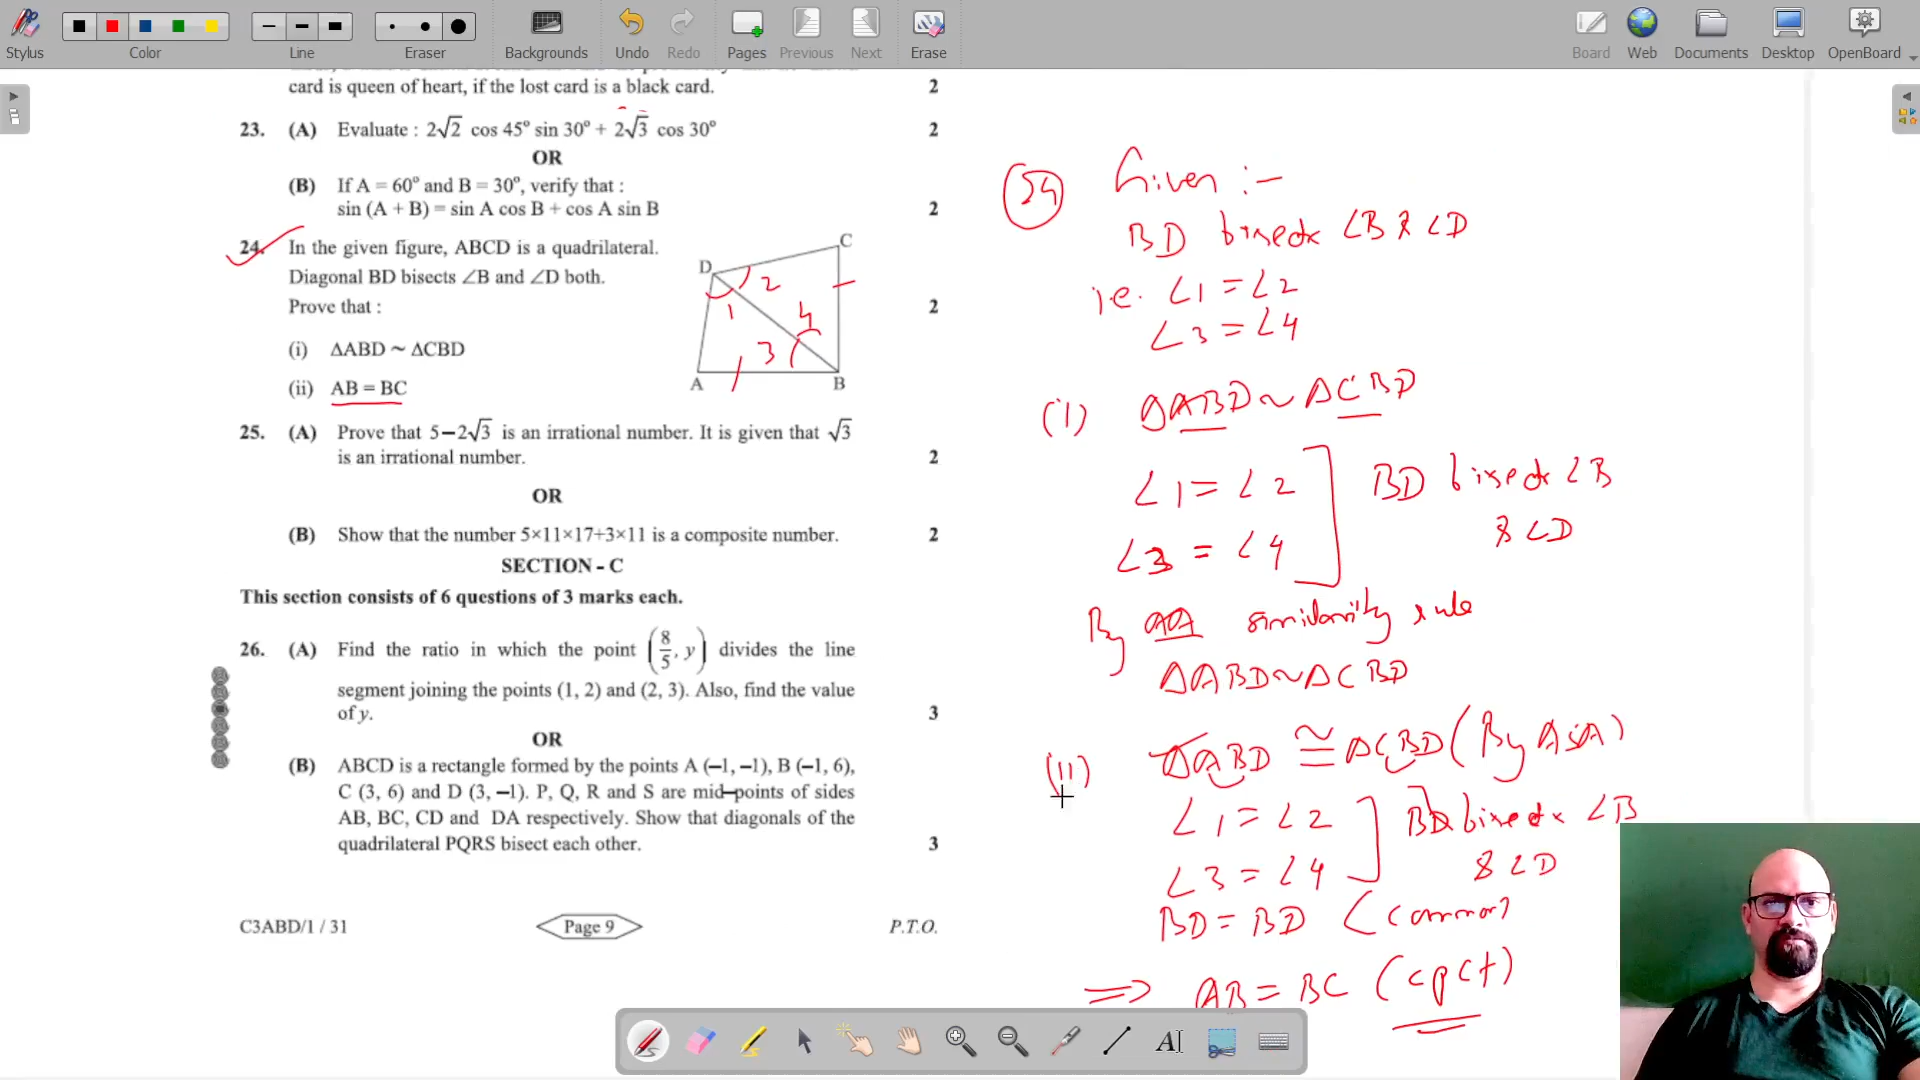 Stylus
Color
Line
Eraser
Backgrounds
Undo
Redo
Pages
Previous
Next
Erase
Board
Web
Documents
Desktop
OpenBoard
card is queen of heart, if the lost card is a black card. 2
23. (A) Evaluate : 2√2 cos 45° sin 30° + 2√3 cos 30° 2
OR
(B) If A = 60° and B = 30°, verify that :
sin (A + B) = sin A cos B + cos A sin B 2
24. In the given figure, ABCD is a quadrilateral.
Diagonal BD bisects ∠B and ∠D both.
Prove that : 2
(i) ΔABD ~ ΔCBD
(ii) AB = BC
D
C
A
B
1
2
3
4
25. (A) Prove that 5−2√3 is an irrational number. It is given that √3
is an irrational number. 2
OR
(B) Show that the number 5×11×17+3×11 is a composite number. 2
SECTION - C
This section consists of 6 questions of 3 marks each.
26. (A) Find the ratio in which the point (8/5, y) divides the line
segment joining the points (1, 2) and (2, 3). Also, find the value
of y. 3
OR
(B) ABCD is a rectangle formed by the points A (−1, −1), B (−1, 6),
C (3, 6) and D (3, −1). P, Q, R and S are mid−points of sides
AB, BC, CD and DA respectively. Show that diagonals of the
quadrilateral PQRS bisect each other. 3
C3ABD/1 / 31
Page 9
P.T.O.
24 Given :-
BD bisects ∠B & ∠D
i.e. ∠1 = ∠2
∠3 = ∠4
(i) ΔABD ~ ΔCBD
∠1 = ∠2 ] BD bisects ∠B
∠3 = ∠4 & ∠D
By AA similarity rule
ΔABD ~ ΔCBD
(ii) ΔABD ≅ ΔCBD (By ASA)
∠1 = ∠2 ] BD bisects ∠B
∠3 = ∠4 & ∠D
BD = BD (common)
⇒ AB = BC (cpct)